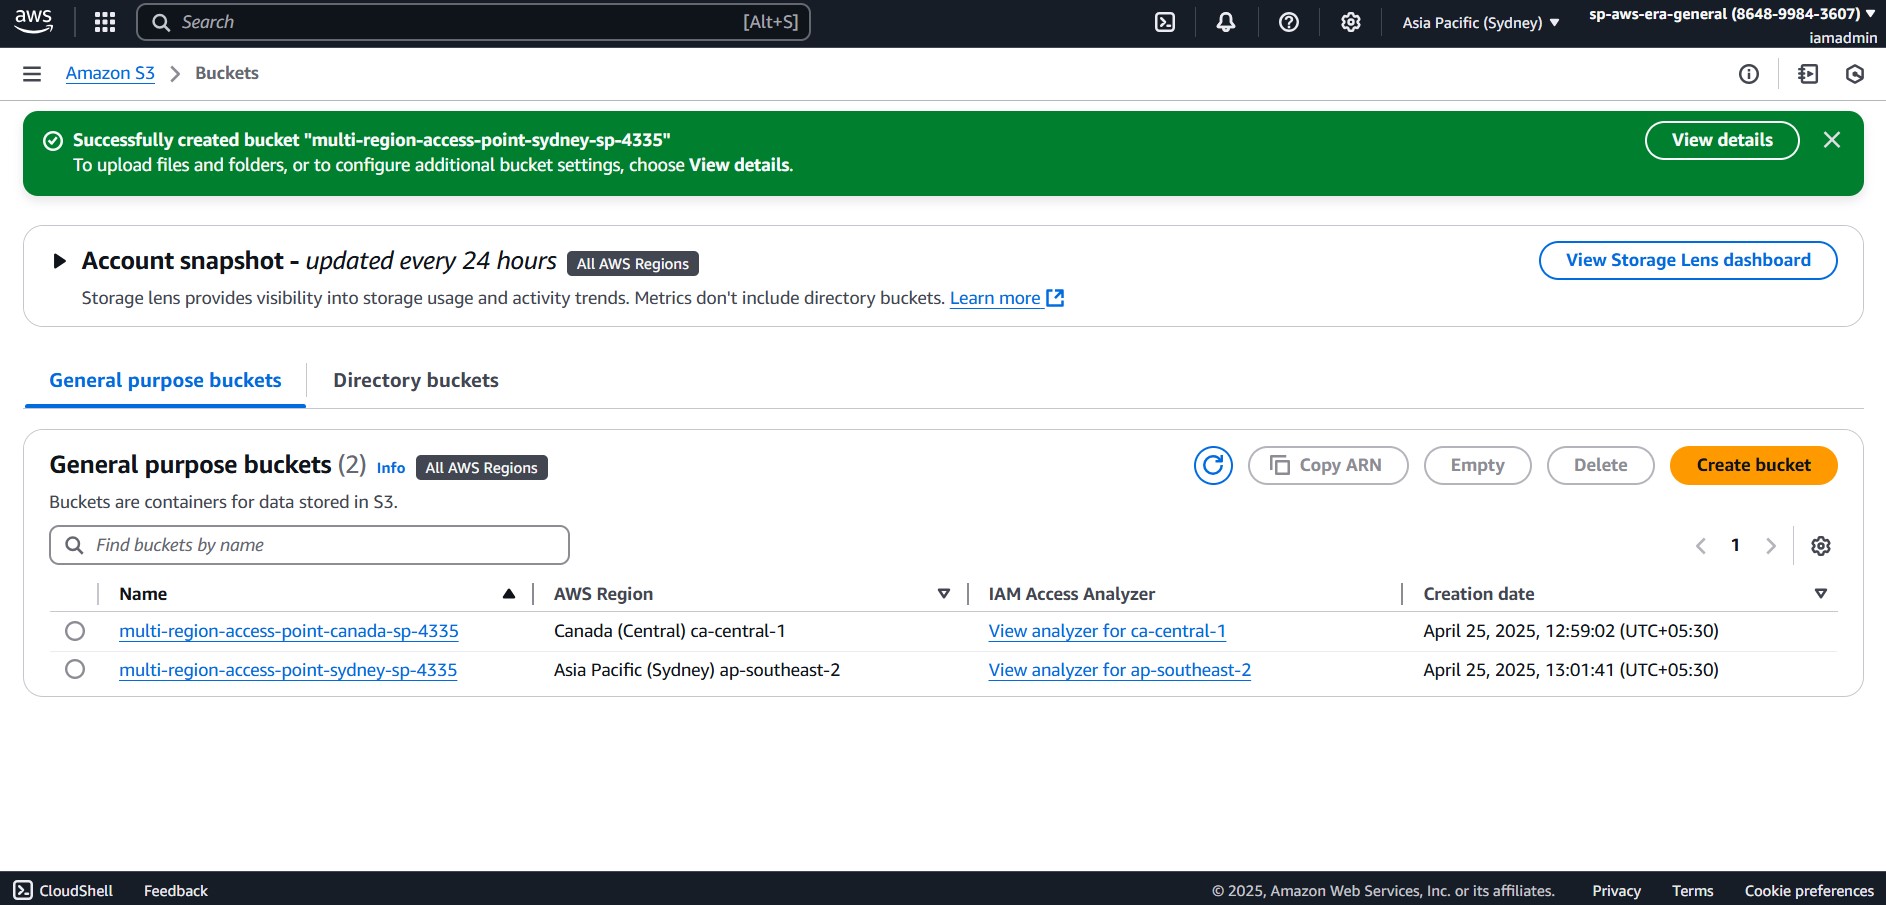 aws
Search [Alt+S]
Asia Pacific (Sydney)
sp-aws-era-general (8648-9984-3607)
iamadmin
Amazon S3 > Buckets
Successfully created bucket "multi-region-access-point-sydney-sp-4335"
To upload files and folders, or to configure additional bucket settings, choose View details.
View details
Account snapshot - updated every 24 hours All AWS Regions
View Storage Lens dashboard
Storage lens provides visibility into storage usage and activity trends. Metrics don't include directory buckets. Learn more
General purpose buckets Directory buckets
General purpose buckets (2) Info All AWS Regions
Copy ARN Empty Delete Create bucket
Buckets are containers for data stored in S3.
Find buckets by name
1
Name AWS Region IAM Access Analyzer Creation date
multi-region-access-point-canada-sp-4335 Canada (Central) ca-central-1 View analyzer for ca-central-1 April 25, 2025, 12:59:02 (UTC+05:30)
multi-region-access-point-sydney-sp-4335 Asia Pacific (Sydney) ap-southeast-2 View analyzer for ap-southeast-2 April 25, 2025, 13:01:41 (UTC+05:30)
CloudShell Feedback © 2025, Amazon Web Services, Inc. or its affiliates. Privacy Terms Cookie preferences